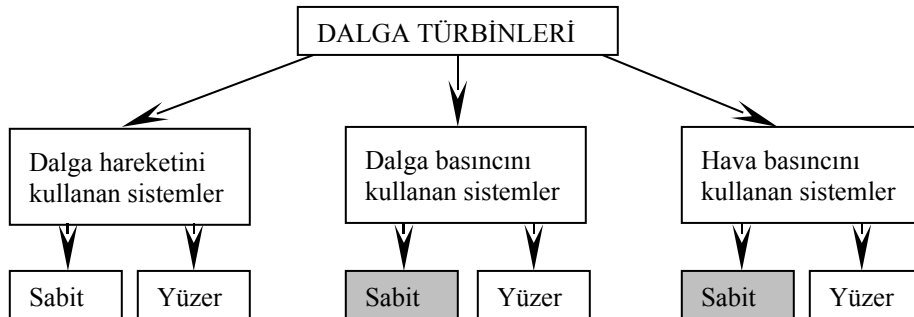 DALGA TÜRBİNLERİ
Dalga hareketini
kullanan sistemler
Dalga basıncını
kullanan sistemler
Hava basıncını
kullanan sistemler
Sabit
Yüzer
Sabit
Yüzer
Sabit
Yüzer